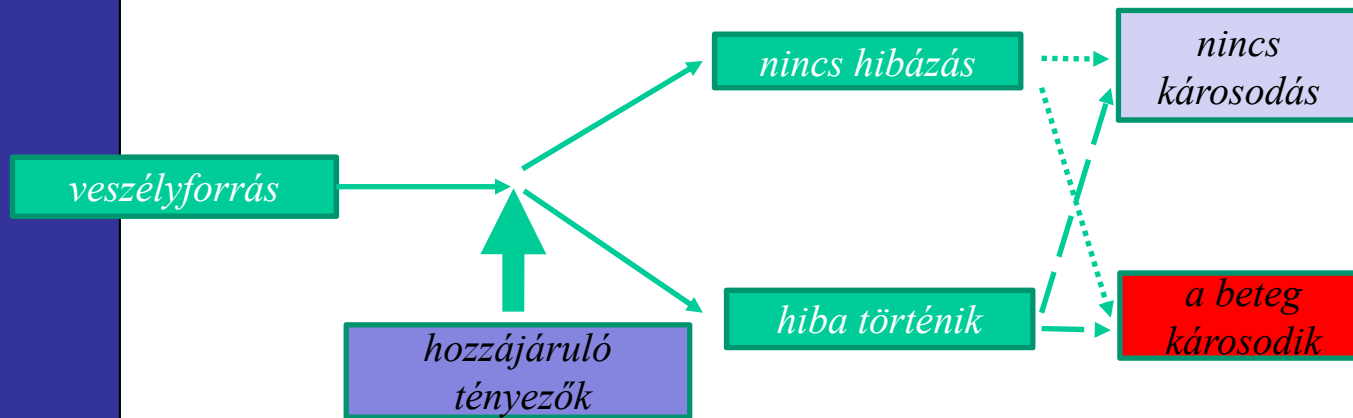 veszélyforrás
hozzájáruló
tényezők
nincs hibázás
hiba történik
nincs
károsodás
a beteg
károsodik